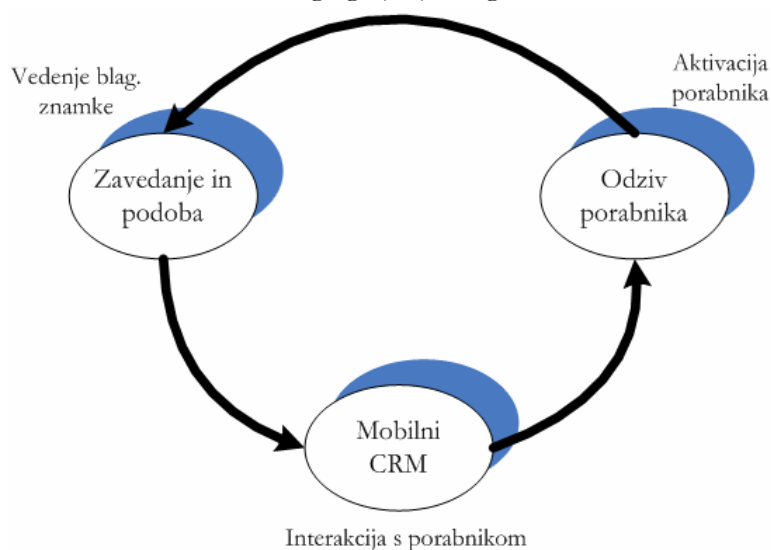 Vedenje blag.
znamke
Aktivacija
porabnika
Zavedanje in
podoba
Odziv
porabnika
Mobilni
CRM
Interakcija s porabnikom